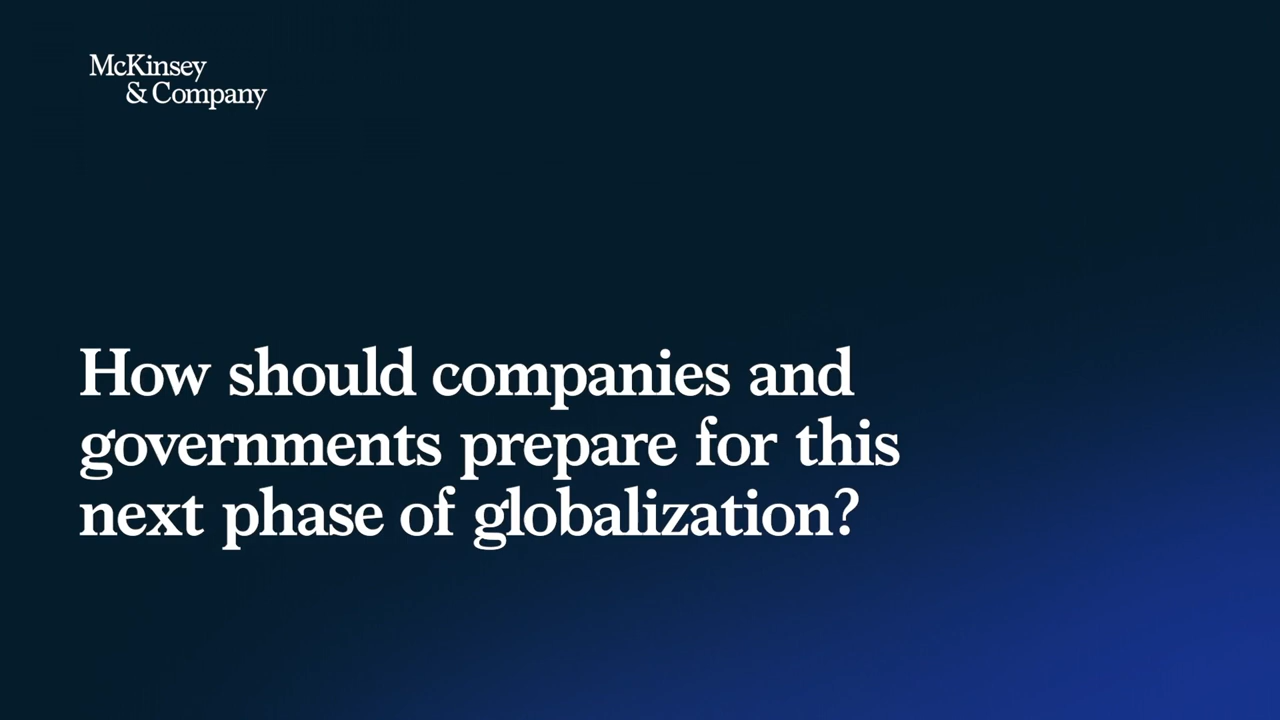 McKinsey
& Company
How should companies and
governments prepare for this
next phase of globalization?